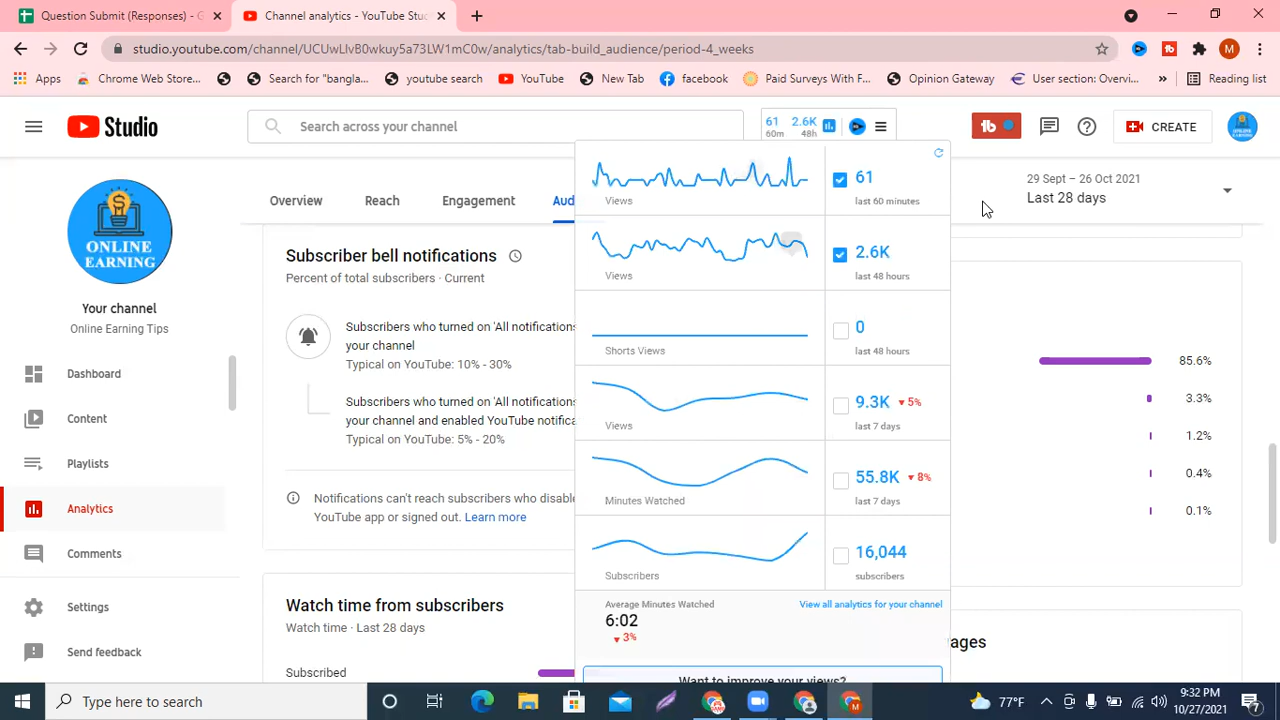 Question Submit (Responses) - G
Channel analytics - YouTube Stu
studio.youtube.com/channel/UCUwLlvB0wkuy5a73LW1mC0w/analytics/tab-build_audience/period-4_weeks
M
Apps
Chrome Web Store...
Search for "bangla...
youtube search
YouTube
New Tab
facebook
Paid Surveys With F...
Opinion Gateway
User section: Overvi...
»
Reading list
Studio
Search across your channel
61
60m
2.6K
48h
tb
CREATE
ONLINE
EARNING
Your channel
Online Earning Tips
Dashboard
Content
Playlists
Analytics
Comments
Settings
Send feedback
Overview
Reach
Engagement
Aud
29 Sept – 26 Oct 2021
Last 28 days
Subscriber bell notifications
Percent of total subscribers · Current
Subscribers who turned on 'All notifications
your channel
Typical on YouTube: 10% - 30%
Subscribers who turned on 'All notifications
your channel and enabled YouTube notifica
Typical on YouTube: 5% - 20%
Notifications can't reach subscribers who disable
YouTube app or signed out. Learn more
Watch time from subscribers
Watch time · Last 28 days
Subscribed
Views
61
last 60 minutes
Views
2.6K
last 48 hours
Shorts Views
0
last 48 hours
Views
9.3K ▼5%
last 7 days
Minutes Watched
55.8K ▼8%
last 7 days
Subscribers
16,044
subscribers
Average Minutes Watched
6:02
▼3%
View all analytics for your channel
Want to improve your views?
85.6%
3.3%
1.2%
0.4%
0.1%
ages
Type here to search
M
77°F
9:32 PM
10/27/2021
7